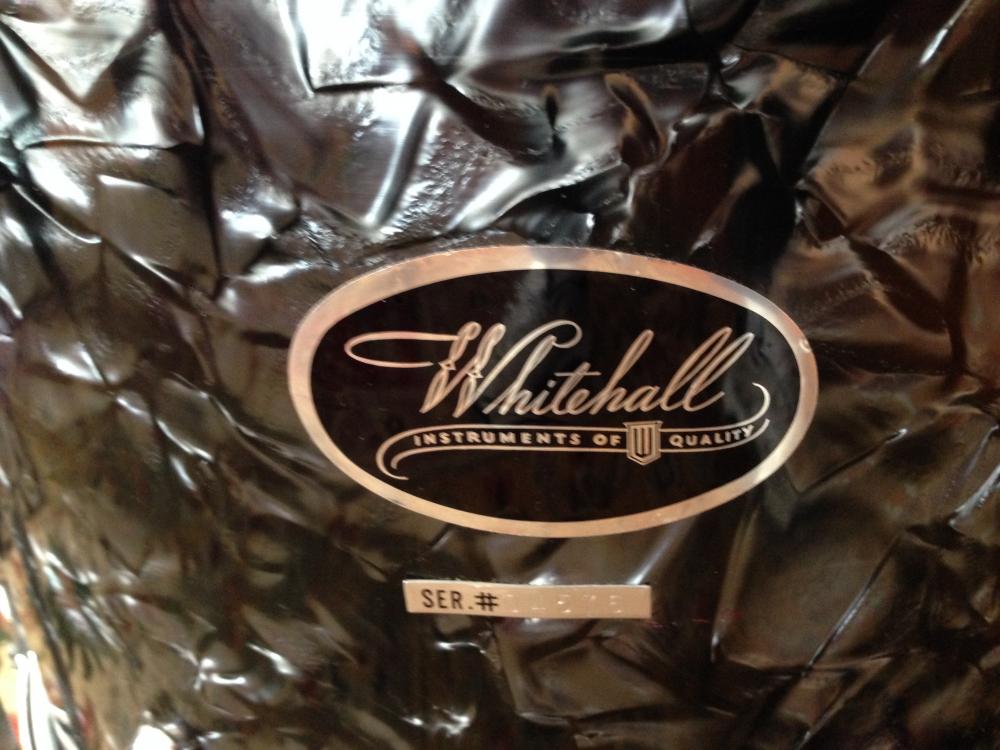 Whitehall
INSTRUMENTS OF QUALITY
SER.#